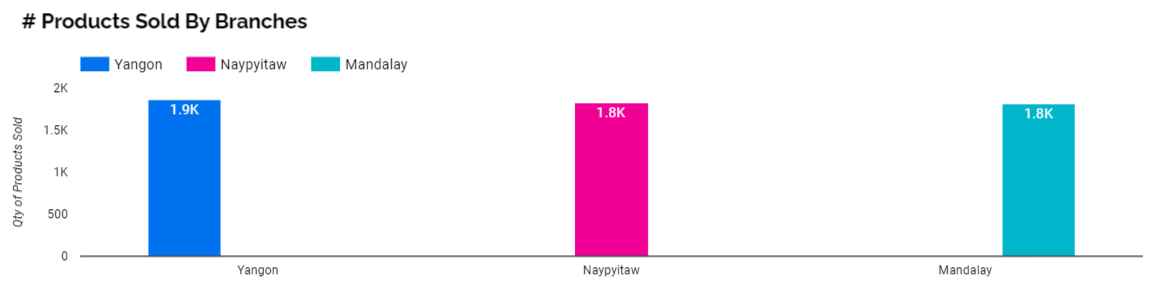 # Products Sold By Branches
Yangon Naypyitaw Mandalay
Qty of Products Sold
2K
1.5K
1K
500
0
1.9K 1.8K 1.8K
Yangon Naypyitaw Mandalay